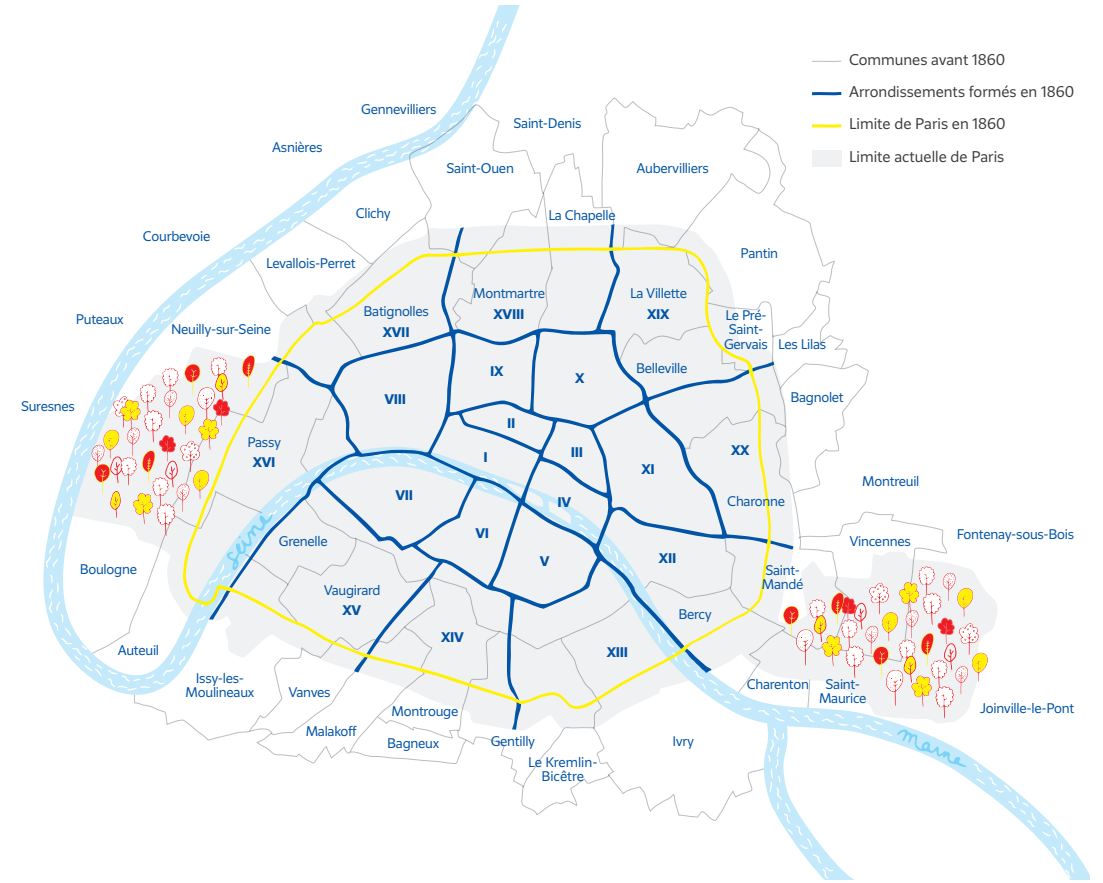 Communes avant 1860
Arrondissements formés en 1860
Limite de Paris en 1860
Limite actuelle de Paris
Gennevilliers
Saint-Denis
Asnières
Saint-Ouen
Aubervilliers
Clichy
La Chapelle
Courbevoie
Levallois-Perret
Pantin
Montmartre
XVIII
La Villette
XIX
Batignolles
XVII
Puteaux
Neuilly-sur-Seine
Le Pré-
Saint-
Gervais
Les Lilas
Belleville
IX
X
VIII
Suresnes
Bagnolet
II
Passy
XVI
I
III
XI
XX
Montreuil
VII
IV
Charonne
seine
Grenelle
VI
V
XII
Vincennes
Fontenay-sous-Bois
Boulogne
Saint-
Mandé
Vaugirard
XV
Bercy
XIV
XIII
Auteuil
Issy-les-
Moulineaux
Vanves
Charenton
Saint-
Maurice
Joinville-le-Pont
Montrouge
Malakoff
Bagneux
Gentilly
Ivry
marne
Le Kremlin-
Bicêtre